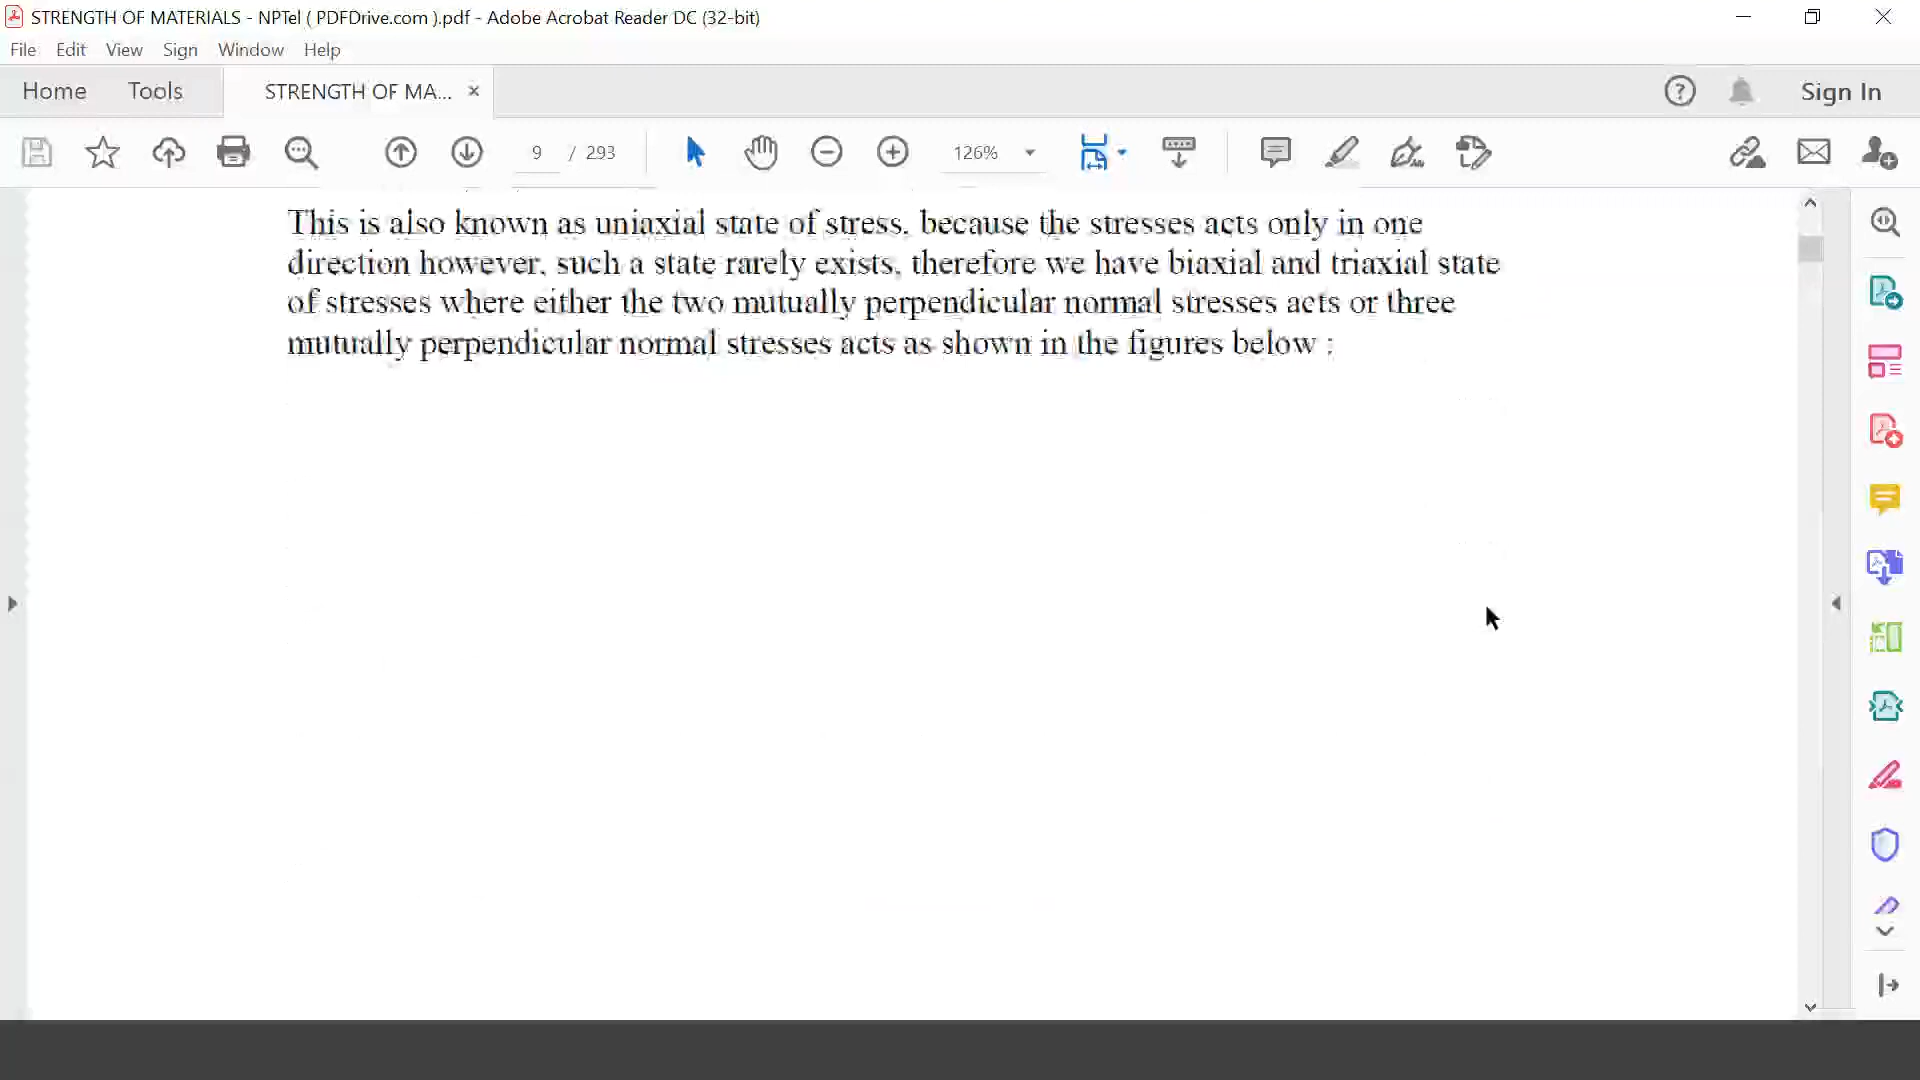 STRENGTH OF MATERIALS - NPTel ( PDFDrive.com ).pdf - Adobe Acrobat Reader DC (32-bit)
File Edit View Sign Window Help
Home Tools STRENGTH OF MA... × Sign In
9 / 293 126%
This is also known as uniaxial state of stress, because the stresses acts only in one
direction however, such a state rarely exists, therefore we have biaxial and triaxial state
of stresses where either the two mutually perpendicular normal stresses acts or three
mutually perpendicular normal stresses acts as shown in the figures below :